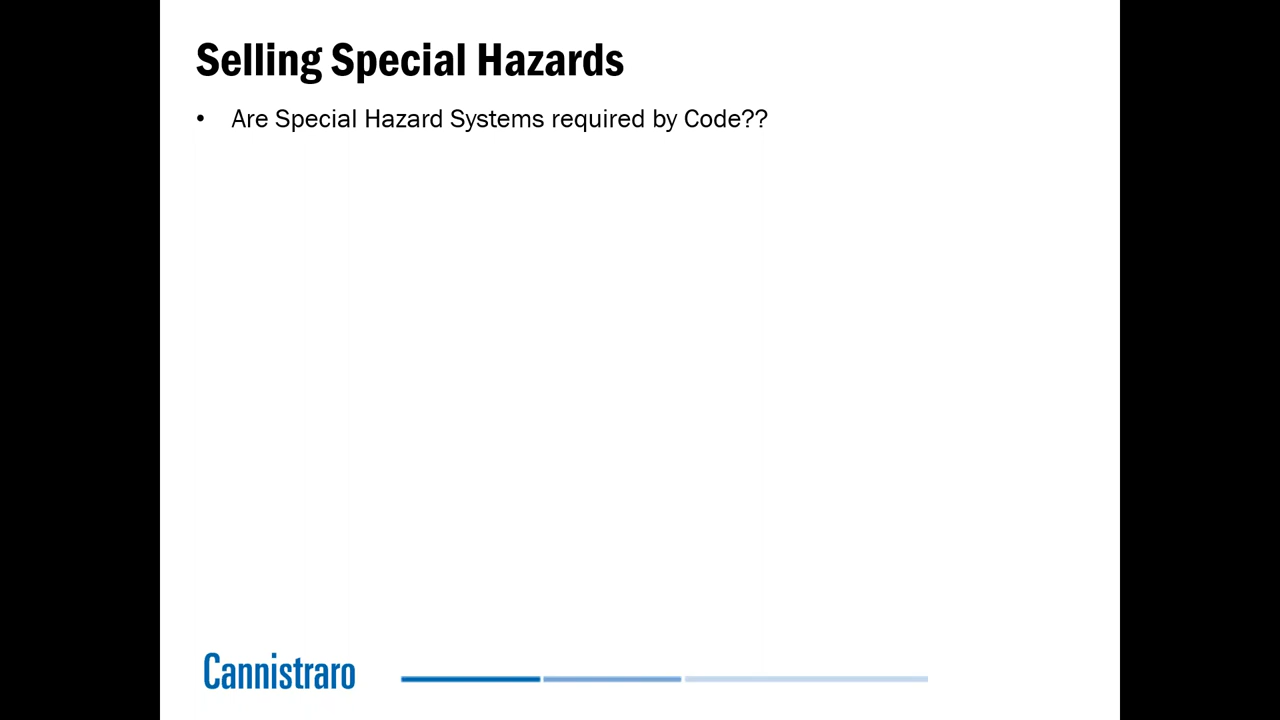 Selling Special Hazards
• Are Special Hazard Systems required by Code??
Cannistraro